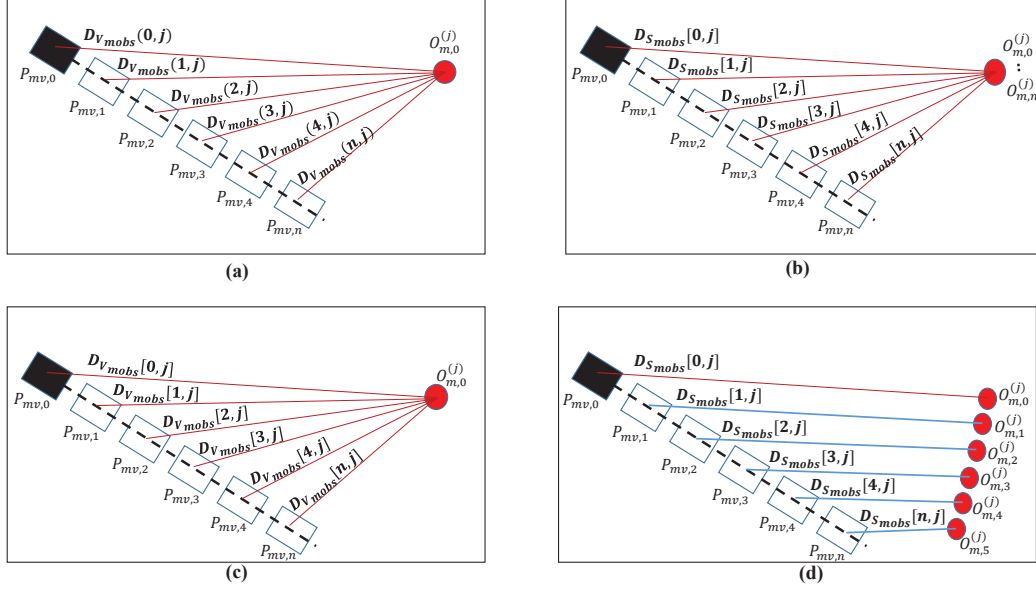 D_{V_{mobs}}(0, j)
O_{m,0}^{(j)}
P_{mv,0}
D_{V_{mobs}}(1, j)
P_{mv,1}
D_{V_{mobs}}(2, j)
P_{mv,2}
D_{V_{mobs}}(3, j)
P_{mv,3}
D_{V_{mobs}}(4, j)
P_{mv,4}
D_{V_{mobs}}(n, j)
P_{mv,n}
(a)
D_{S_{mobs}}[0, j]
O_{m,0}^{(j)}
⋮
O_{m,n}^{(j)}
P_{mv,0}
D_{S_{mobs}}[1, j]
P_{mv,1}
D_{S_{mobs}}[2, j]
P_{mv,2}
D_{S_{mobs}}[3, j]
P_{mv,3}
D_{S_{mobs}}[4, j]
P_{mv,4}
D_{S_{mobs}}[n, j]
P_{mv,n}
(b)
D_{V_{mobs}}[0, j]
O_{m,0}^{(j)}
P_{mv,0}
D_{V_{mobs}}[1, j]
P_{mv,1}
D_{V_{mobs}}[2, j]
P_{mv,2}
D_{V_{mobs}}[3, j]
P_{mv,3}
D_{V_{mobs}}[4, j]
P_{mv,4}
D_{V_{mobs}}[n, j]
P_{mv,n}
(c)
D_{S_{mobs}}[0, j]
O_{m,0}^{(j)}
P_{mv,0}
D_{S_{mobs}}[1, j]
O_{m,1}^{(j)}
P_{mv,1}
D_{S_{mobs}}[2, j]
O_{m,2}^{(j)}
P_{mv,2}
D_{S_{mobs}}[3, j]
O_{m,3}^{(j)}
P_{mv,3}
D_{S_{mobs}}[4, j]
O_{m,4}^{(j)}
P_{mv,4}
D_{S_{mobs}}[n, j]
O_{m,5}^{(j)}
P_{mv,n}
(d)